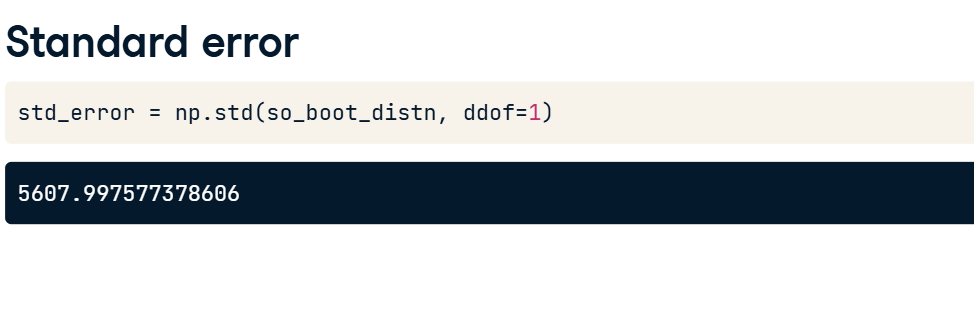 Standard error
std_error = np.std(so_boot_distn, ddof=1)
5607.997577378606